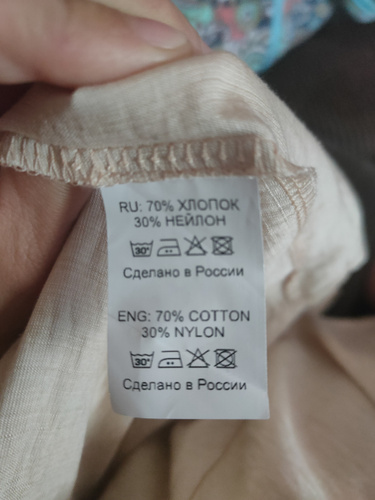 RU: 70% ХЛОПОК
30% НЕЙЛОН
30°
Сделано в России
ENG: 70% COTTON
30% NYLON
30°
Сделано в России